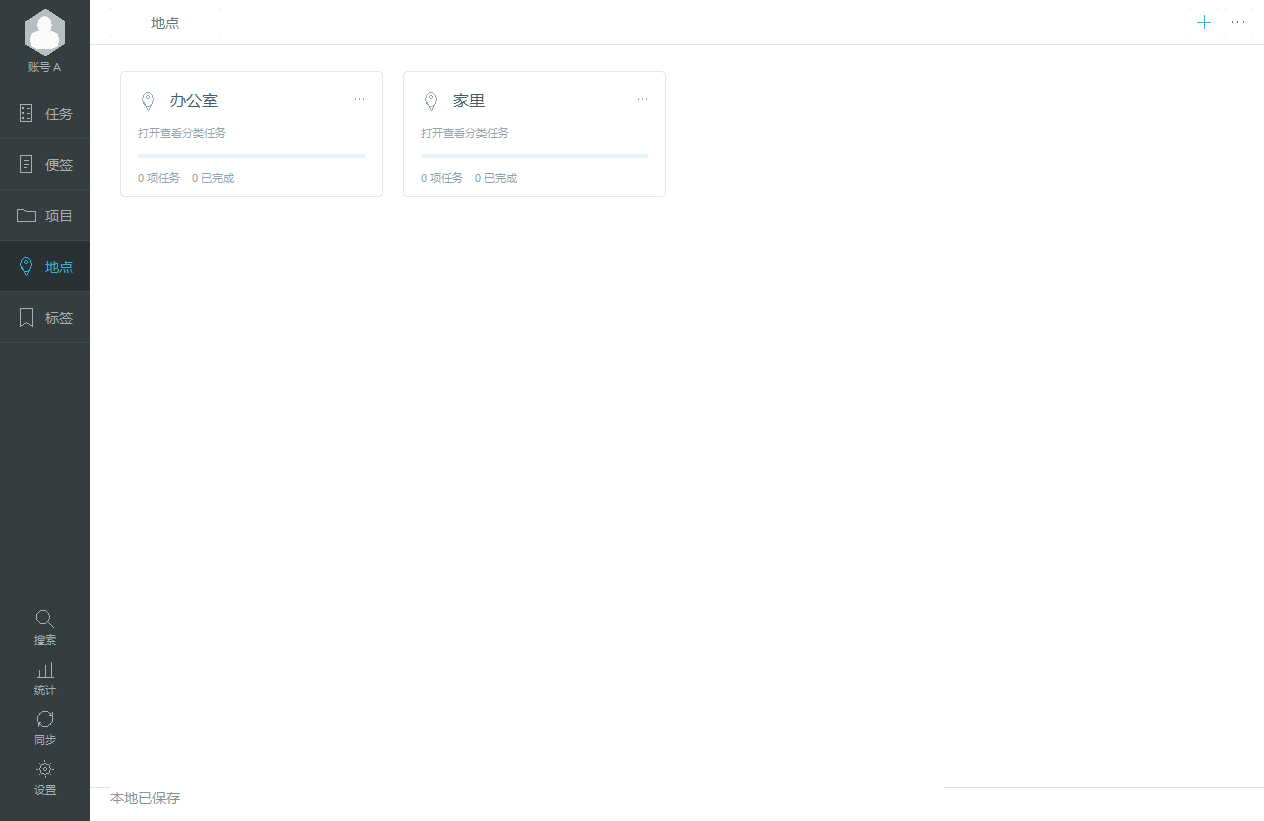 账号 A
任务
便签
项目
地点
标签
搜索
统计
同步
设置
地点
办公室
打开查看分类任务
0 项任务 0 已完成
家里
打开查看分类任务
0 项任务 0 已完成
本地已保存